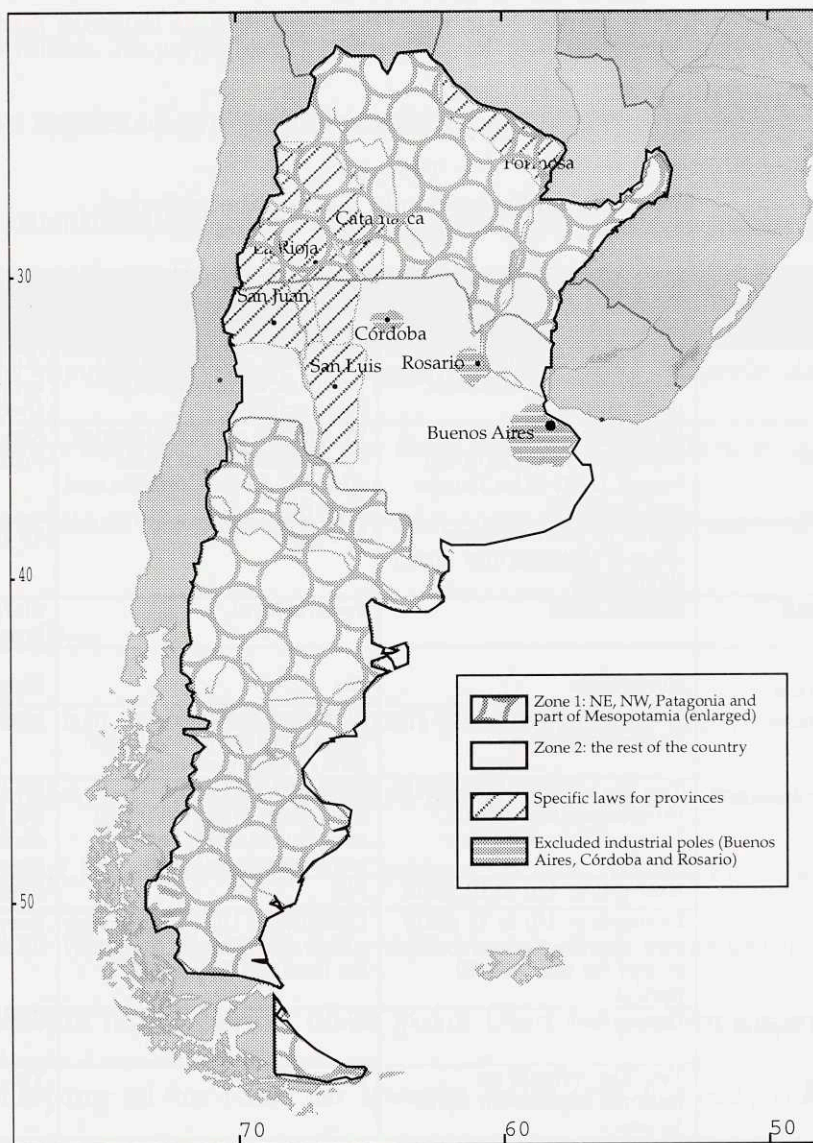 Formosa
Catamarca
La Rioja
30
San Juan
Córdoba
San Luis
Rosario
Buenos Aires
40
Zone 1: NE, NW, Patagonia and
part of Mesopotamia (enlarged)
Zone 2: the rest of the country
Specific laws for provinces
Excluded industrial poles (Buenos
Aires, Córdoba and Rosario)
50
70
60
50